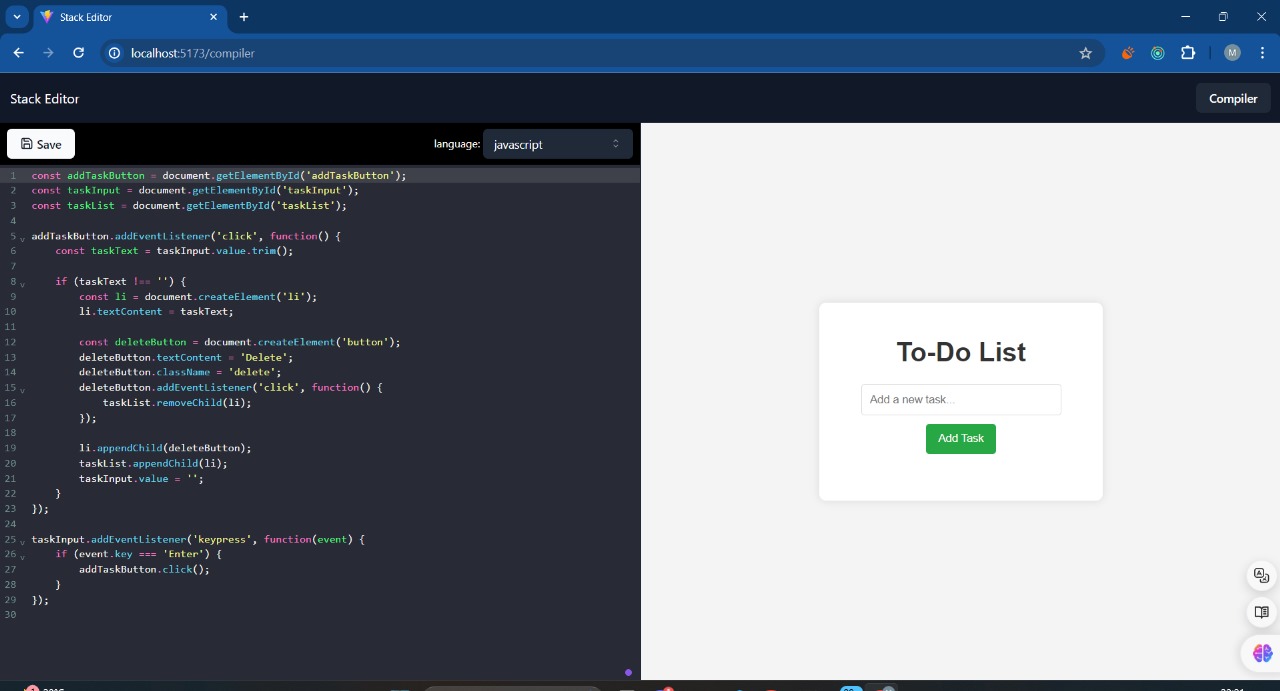 Stack Editor
localhost:5173/compiler
M
Stack Editor
Compiler
Save
language:
javascript
1 const addTaskButton = document.getElementById('addTaskButton');
2 const taskInput = document.getElementById('taskInput');
3 const taskList = document.getElementById('taskList');
4
5 addTaskButton.addEventListener('click', function() {
6 const taskText = taskInput.value.trim();
7
8 if (taskText !== '') {
9 const li = document.createElement('li');
10 li.textContent = taskText;
11
12 const deleteButton = document.createElement('button');
13 deleteButton.textContent = 'Delete';
14 deleteButton.className = 'delete';
15 deleteButton.addEventListener('click', function() {
16 taskList.removeChild(li);
17 });
18
19 li.appendChild(deleteButton);
20 taskList.appendChild(li);
21 taskInput.value = '';
22 }
23 });
24
25 taskInput.addEventListener('keypress', function(event) {
26 if (event.key === 'Enter') {
27 addTaskButton.click();
28 }
29 });
30
To-Do List
Add a new task...
Add Task